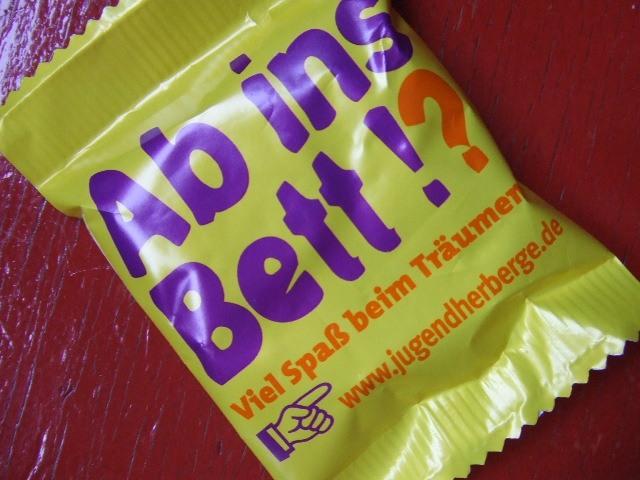 Ab ins
Bett!?
Viel Spaß beim Träumen
www.jugendherberge.de